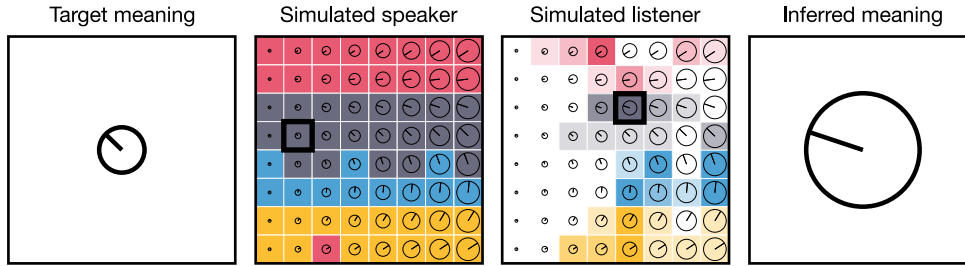 Target meaning
Simulated speaker
Simulated listener
Inferred meaning